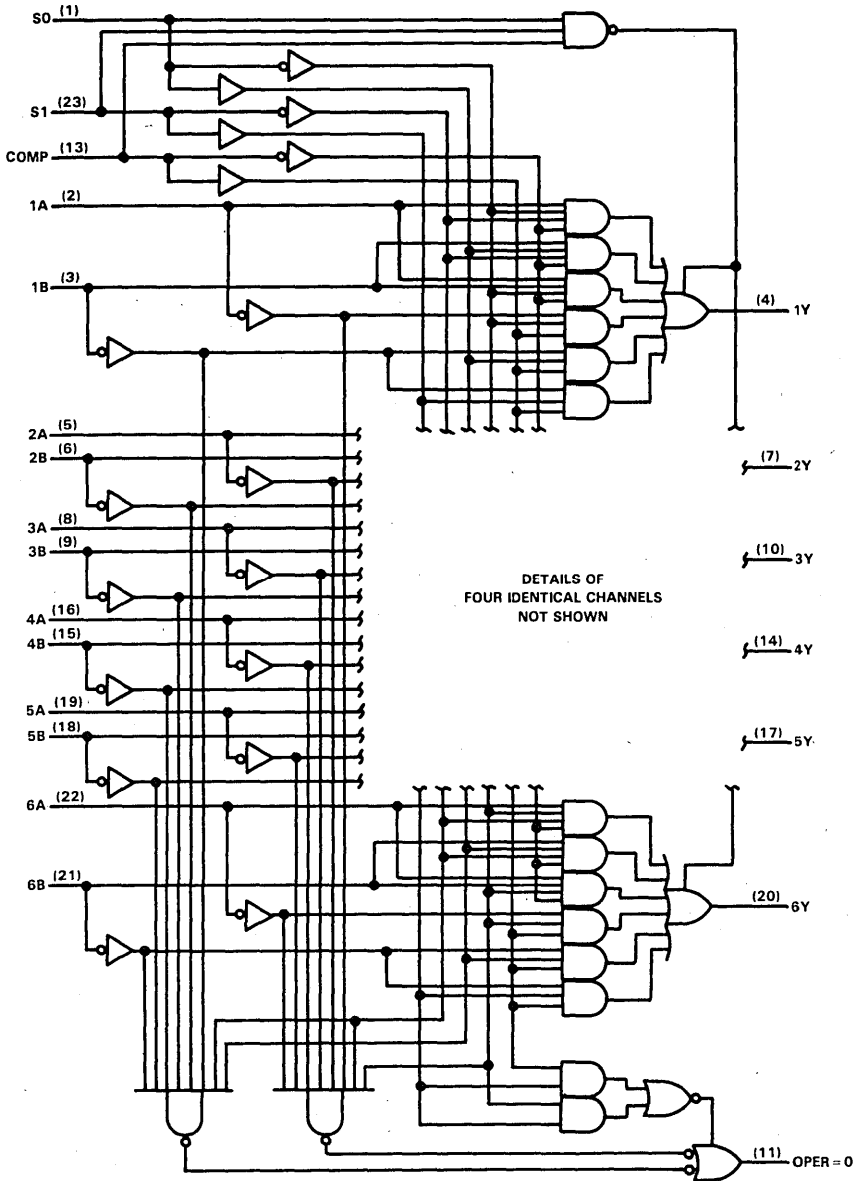 S0 (1)
S1 (23)
COMP (13)
1A (2)
1B (3)
(4) 1Y
2A (5)
2B (6)
(7) 2Y
3A (8)
3B (9)
(10) 3Y
DETAILS OF
FOUR IDENTICAL CHANNELS
NOT SHOWN
4A (16)
4B (15)
(14) 4Y
5A (19)
5B (18)
(17) 5Y
6A (22)
6B (21)
(20) 6Y
(11) OPER = 0